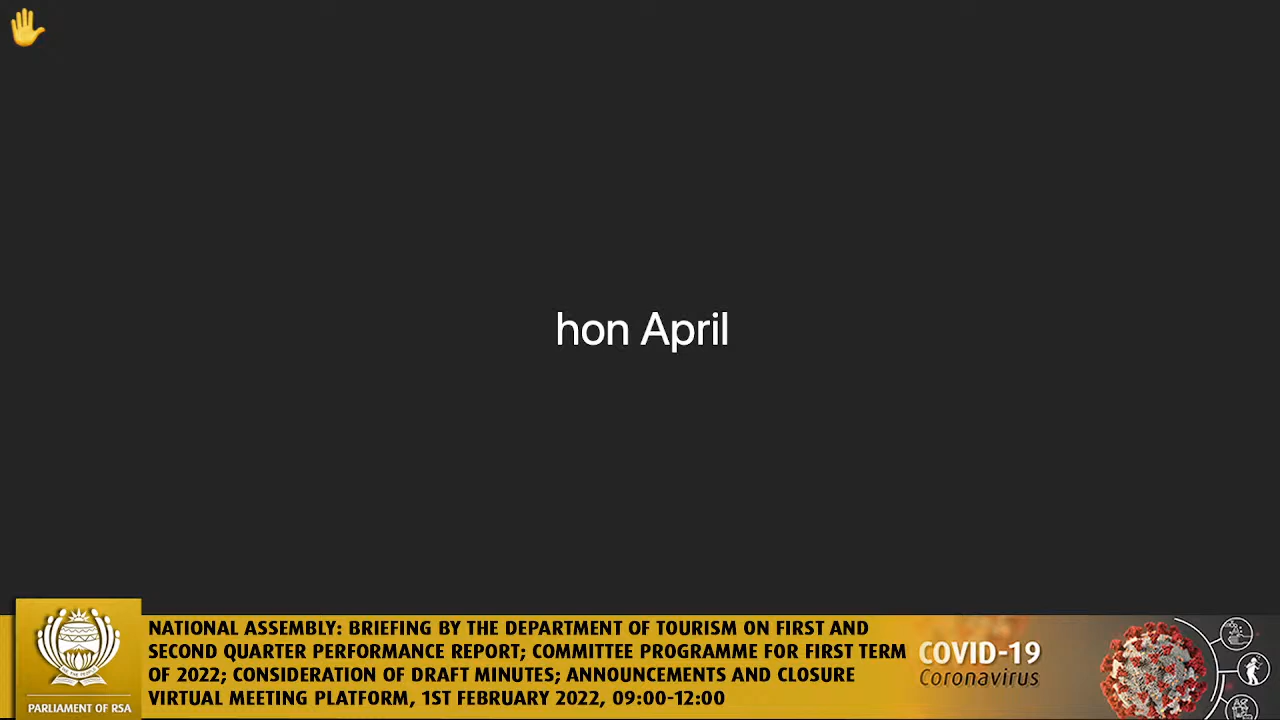 hon April
NATIONAL ASSEMBLY: BRIEFING BY THE DEPARTMENT OF TOURISM ON FIRST AND
SECOND QUARTER PERFORMANCE REPORT; COMMITTEE PROGRAMME FOR FIRST TERM
OF 2022; CONSIDERATION OF DRAFT MINUTES; ANNOUNCEMENTS AND CLOSURE
VIRTUAL MEETING PLATFORM, 1ST FEBRUARY 2022, 09:00-12:00
COVID-19
Coronavirus
PARLIAMENT OF RSA